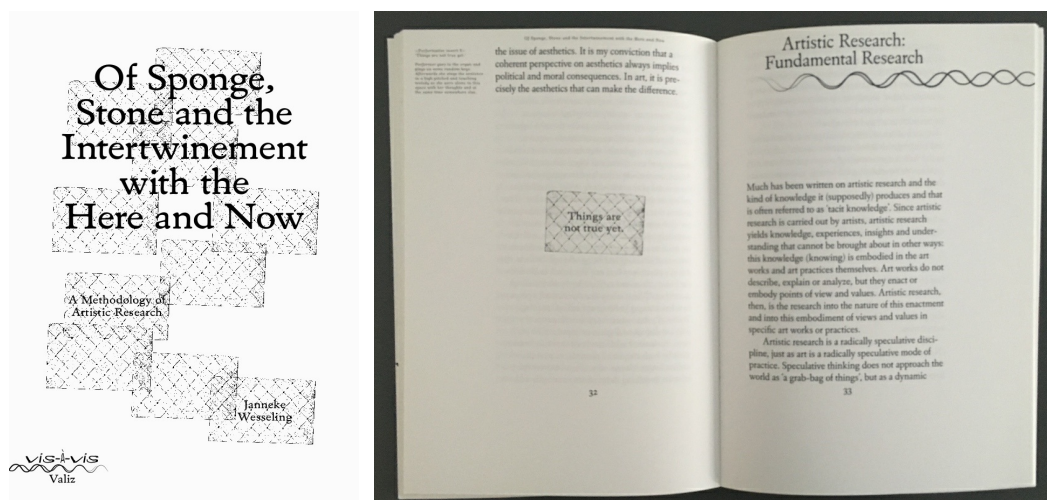 Of Sponge,
Stone and the
Intertwinement
with the
Here and Now
A Methodology of
Artistic Research
Janneke
Wesseling
vis-à-vis
Valiz
Of Sponge, Stone and the Intertwinement with the Here and Now
the issue of aesthetics. It is my conviction that a
coherent perspective on aesthetics always implies
political and moral consequences. In art, it is pre-
cisely the aesthetics that can make the difference.
Things are
not true yet.
32
Artistic Research:
Fundamental Research
Much has been written on artistic research and the
kind of knowledge it (supposedly) produces and that
is often referred to as ‘tacit knowledge’. Since artistic
research is carried out by artists, artistic research
yields knowledge, experiences, insights and under-
standing that cannot be brought about in other ways:
this knowledge (knowing) is embodied in the art
works and art practices themselves. Art works do not
describe, explain or analyze, but they enact or
embody points of view and values. Artistic research,
then, is the research into the nature of this enactment
and into this embodiment of views and values in
specific art works or practices.
Artistic research is a radically speculative disci-
pline, just as art is a radically speculative mode of
practice. Speculative thinking does not approach the
world as ‘a grab-bag of things’, but as a dynamic
33